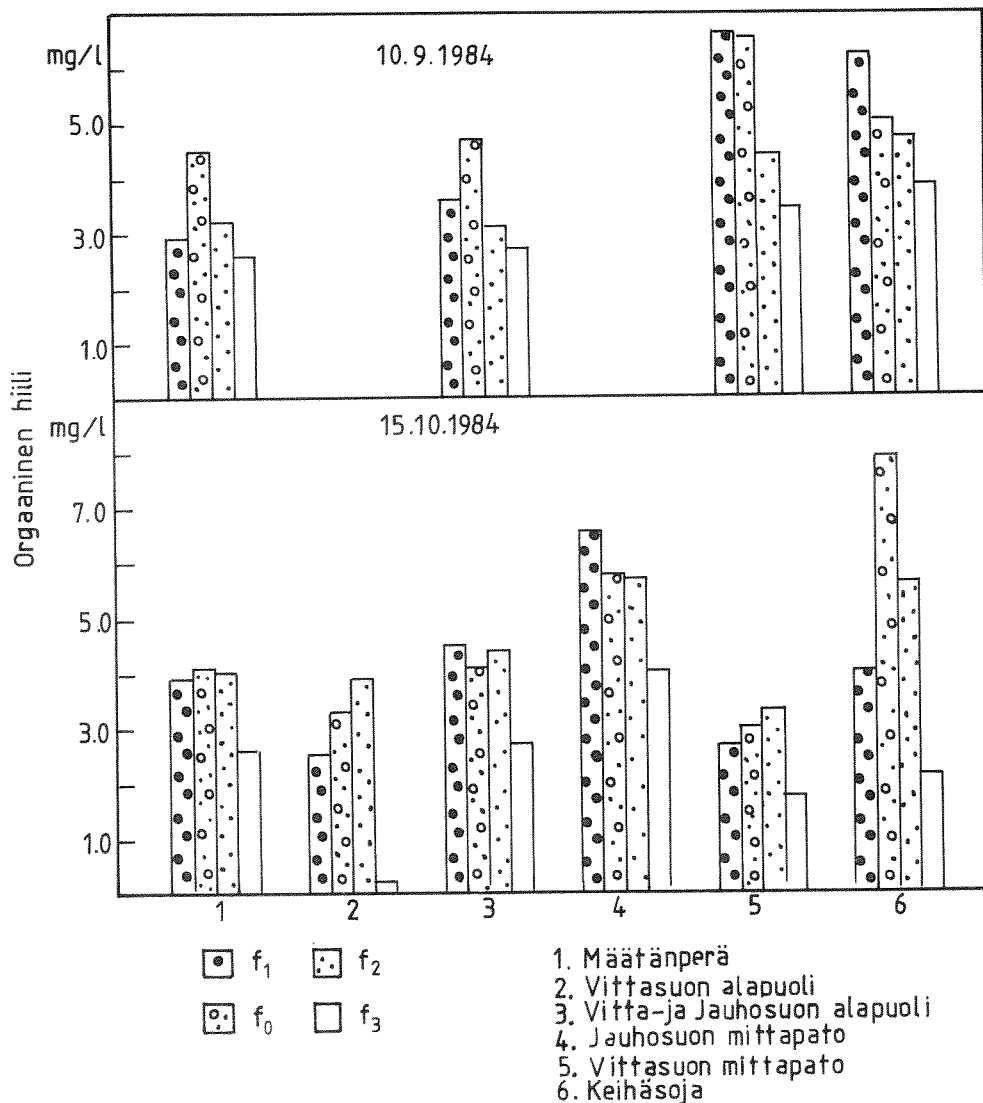 mg/l
10.9.1984
5.0
3.0
1.0
Orgaaninen hiili
mg/l
15.10.1984
7.0
5.0
3.0
1.0
1 2 3 4 5 6
f₁ f₂
f₀ f₃
1. Määtänperä
2. Vittasuon alapuoli
3. Vitta-ja Jauhosuon alapuoli
4. Jauhosuon mittapato
5. Vittasuon mittapato
6. Keihäsoja